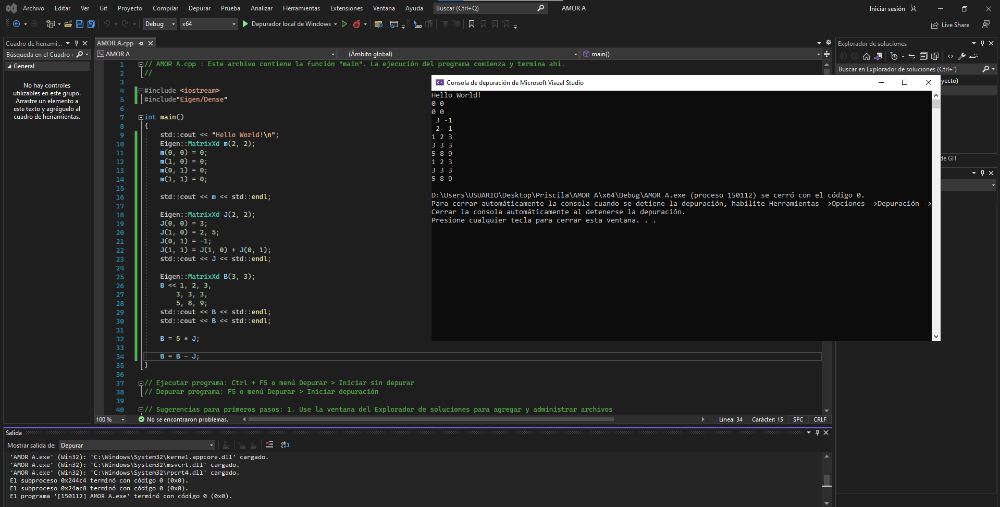 Archivo Editar Ver Git Proyecto Compilar Depurar Prueba Analizar Herramientas Extensiones Ventana Ayuda Buscar (Ctrl+Q) AMOR A Iniciar sesión
Debug x64 Depurador local de Windows Live Share
Cuadro de herrami...
Búsqueda en el Cuadro
General
No hay controles
utilizables en este grupo.
Arrastre un elemento a
este texto y agréguelo al
cuadro de herramientas.
AMOR A.cpp
AMOR A (Ámbito global) main()
1 // AMOR A.cpp : Este archivo contiene la función "main". La ejecución del programa comienza y termina ahí.
2 //
3
4 #include <iostream>
5 #include"Eigen/Dense"
6
7 int main()
8 {
9 std::cout << "Hello World!\n";
10 Eigen::MatrixXd m(2, 2);
11 m(0, 0) = 0;
12 m(1, 0) = 0;
13 m(0, 1) = 0;
14 m(1, 1) = 0;
15
16 std::cout << m << std::endl;
17
18 Eigen::MatrixXd J(2, 2);
19 J(0, 0) = 3;
20 J(1, 0) = 2, 5;
21 J(0, 1) = -1;
22 J(1, 1) = J(1, 0) + J(0, 1);
23 std::cout << J << std::endl;
24
25 Eigen::MatrixXd B(3, 3);
26 B << 1, 2, 3,
27 3, 3, 3,
28 5, 8, 9;
29 std::cout << B << std::endl;
30 std::cout << B << std::endl;
31
32 B = 5 * J;
33
34 B = B - J;
35 }
36
37 // Ejecutar programa: Ctrl + F5 o menú Depurar > Iniciar sin depurar
38 // Depurar programa: F5 o menú Depurar > Iniciar depuración
39
40 // Sugerencias para primeros pasos: 1. Use la ventana del Explorador de soluciones para agregar y administrar archivos
100 % No se encontraron problemas. Línea: 34 Carácter: 15 SPC CRLF
Consola de depuración de Microsoft Visual Studio
Hello World!
0 0
0 0
3 -1
2 1
1 2 3
3 3 3
5 8 9
1 2 3
3 3 3
5 8 9
D:\Users\USUARIO\Desktop\Priscila\AMOR A\x64\Debug\AMOR A.exe (proceso 150112) se cerró con el código 0.
Para cerrar automáticamente la consola cuando se detiene la depuración, habilite Herramientas ->Opciones ->Depuración ->
Cerrar la consola automáticamente al detenerse la depuración.
Presione cualquier tecla para cerrar esta ventana. . .
Explorador de soluciones
Buscar en Explorador de soluciones (Ctrl+´)
yecto)
de GIT
Salida
Mostrar salida de: Depurar
'AMOR A.exe' (Win32): 'C:\Windows\System32\kernel.appcore.dll' cargado.
'AMOR A.exe' (Win32): 'C:\Windows\System32\msvcrt.dll' cargado.
'AMOR A.exe' (Win32): 'C:\Windows\System32\rpcrt4.dll' cargado.
El subproceso 0x244c4 terminó con código 0 (0x0).
El subproceso 0x24ac8 terminó con código 0 (0x0).
El programa '[150112] AMOR A.exe' terminó con código 0 (0x0).